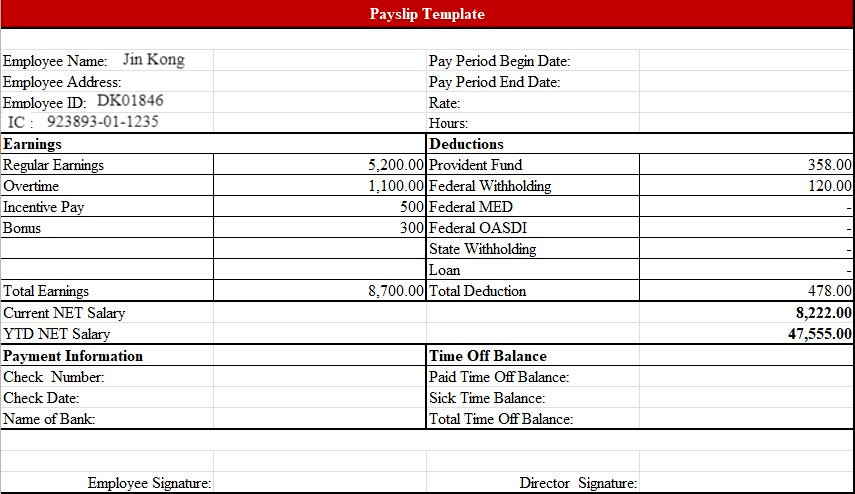 Payslip Template
Employee Name: Jin Kong Pay Period Begin Date:
Employee Address: Pay Period End Date:
Employee ID: DK01846 Rate:
IC : 923893-01-1235 Hours:
Earnings Deductions
Regular Earnings 5,200.00 Provident Fund 358.00
Overtime 1,100.00 Federal Withholding 120.00
Incentive Pay 500 Federal MED -
Bonus 300 Federal OASDI -
State Withholding -
Loan -
Total Earnings 8,700.00 Total Deduction 478.00
Current NET Salary 8,222.00
YTD NET Salary 47,555.00
Payment Information Time Off Balance
Check Number: Paid Time Off Balance:
Check Date: Sick Time Balance:
Name of Bank: Total Time Off Balance:
Employee Signature: Director Signature: